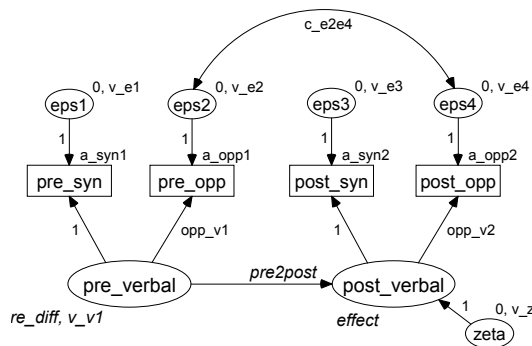 c_e2e4
0, v_e1
0, v_e2
0, v_e3
0, v_e4
eps1
eps2
eps3
eps4
1
1
1
1
a_syn1
a_opp1
a_syn2
a_opp2
pre_syn
pre_opp
post_syn
post_opp
1
opp_v1
1
opp_v2
pre_verbal
pre2post
post_verbal
re_diff, v_v1
effect
1
0, v_z
zeta